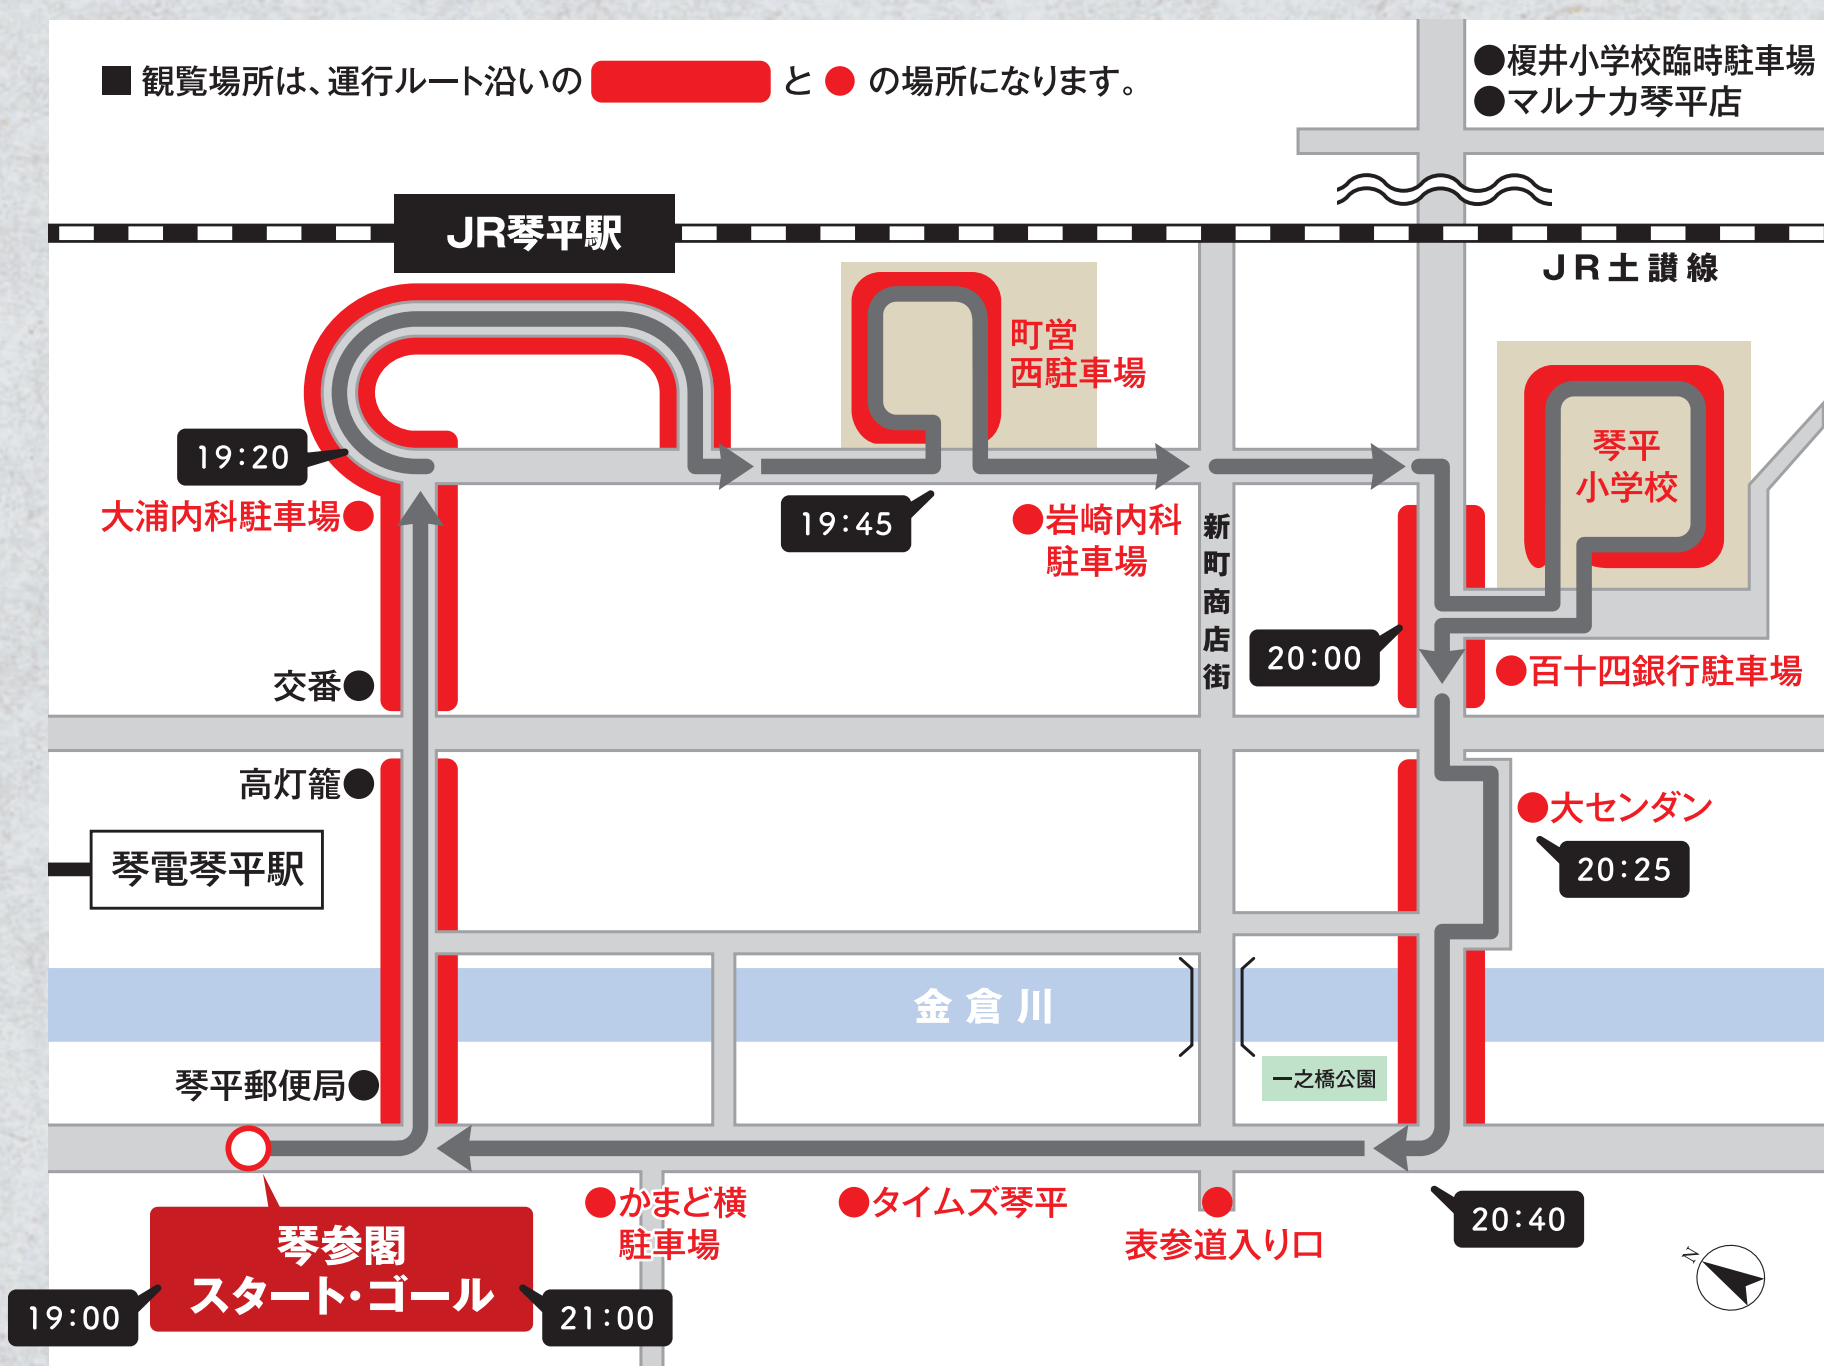 ■ 観覧場所は、運行ルート沿いの と ● の場所になります。
●榎井小学校臨時駐車場
●マルナカ琴平店
JR琴平駅
JR土讃線
町営
西駐車場
琴平
小学校
19:20
大浦内科駐車場●
19:45
●岩崎内科
駐車場
新町商店街
20:00
●百十四銀行駐車場
交番●
高灯籠●
●大センダン
20:25
琴電琴平駅
金倉川
一之橋公園
琴平郵便局●
●かまど横
駐車場
●タイムズ琴平
表参道入り口
20:40
琴参閣
スタート・ゴール
19:00
21:00
N